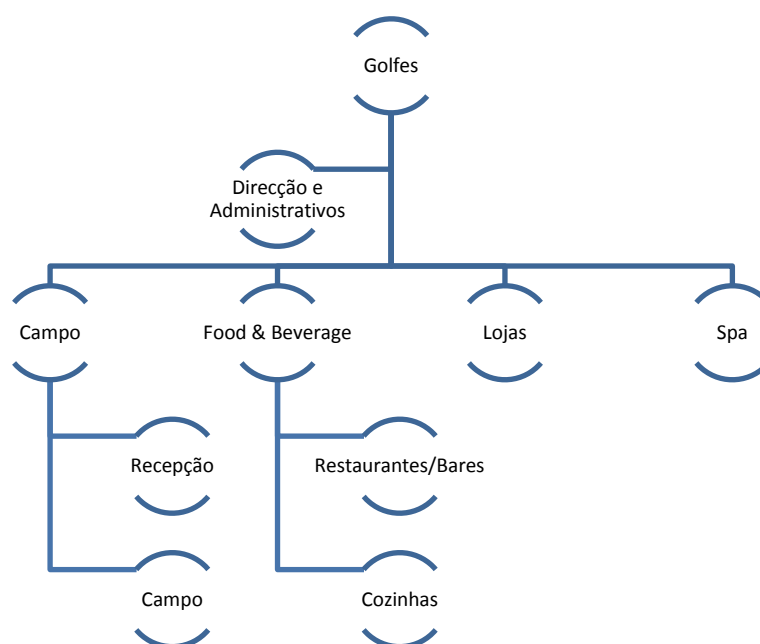 Golfes
Direcção e
Administrativos
Campo
Food & Beverage
Lojas
Spa
Recepção
Restaurantes/Bares
Campo
Cozinhas